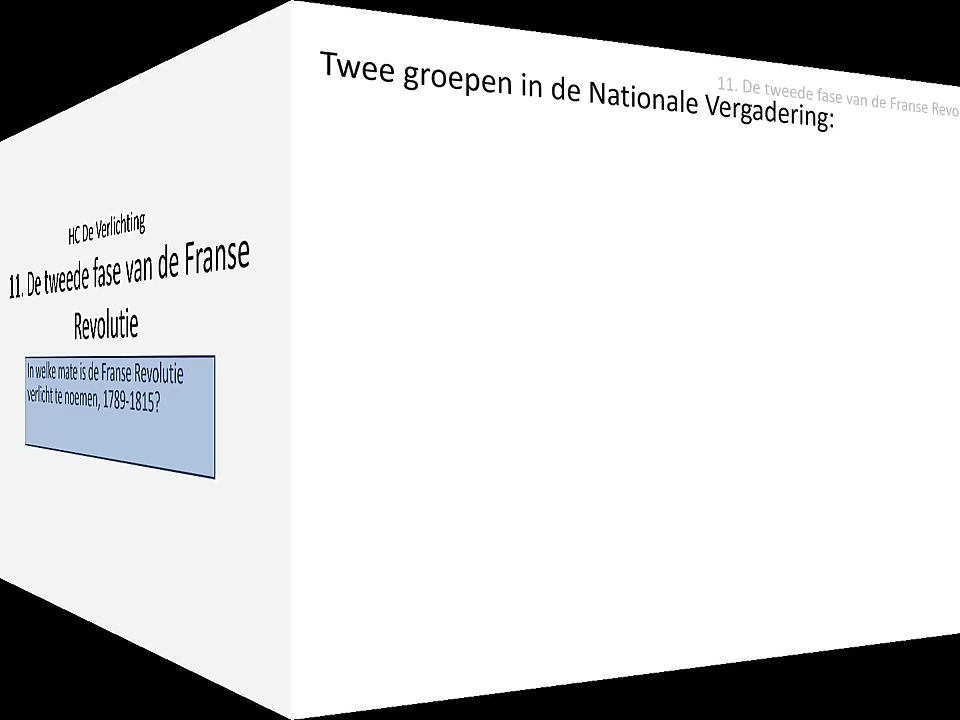 HC De Verlichting
11. De tweede fase van de Franse
Revolutie
In welke mate is de Franse Revolutie
verlicht te noemen, 1789-1815?
11. De tweede fase van de Franse Revo
Twee groepen in de Nationale Vergadering: